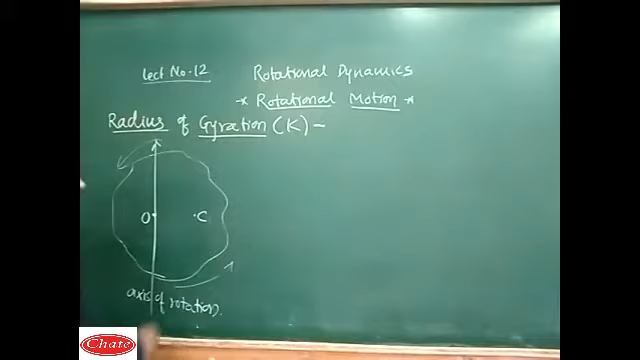 Lect No. 12
Rotational Dynamics
* Rotational Motion *
Radius of Gyration (K) –
O
.C
axis of rotation.
Chate